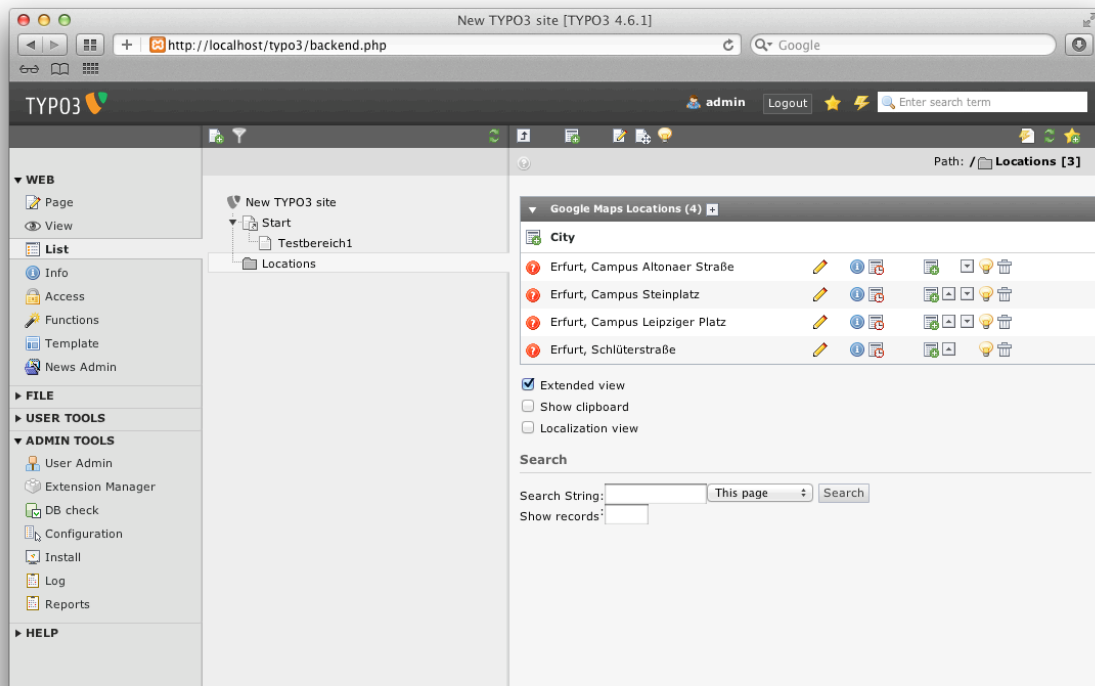 New TYPO3 site [TYPO3 4.6.1]
http://localhost/typo3/backend.php
Google
TYPO3
admin
Logout
Enter search term
Path: / Locations [3]
WEB
Page
View
List
Info
Access
Functions
Template
News Admin
FILE
USER TOOLS
ADMIN TOOLS
User Admin
Extension Manager
DB check
Configuration
Install
Log
Reports
HELP
New TYPO3 site
Start
Testbereich1
Locations
Google Maps Locations (4)
City
Erfurt, Campus Altonaer Straße
Erfurt, Campus Steinplatz
Erfurt, Campus Leipziger Platz
Erfurt, Schlüterstraße
Extended view
Show clipboard
Localization view
Search
Search String: This page Search
Show records: